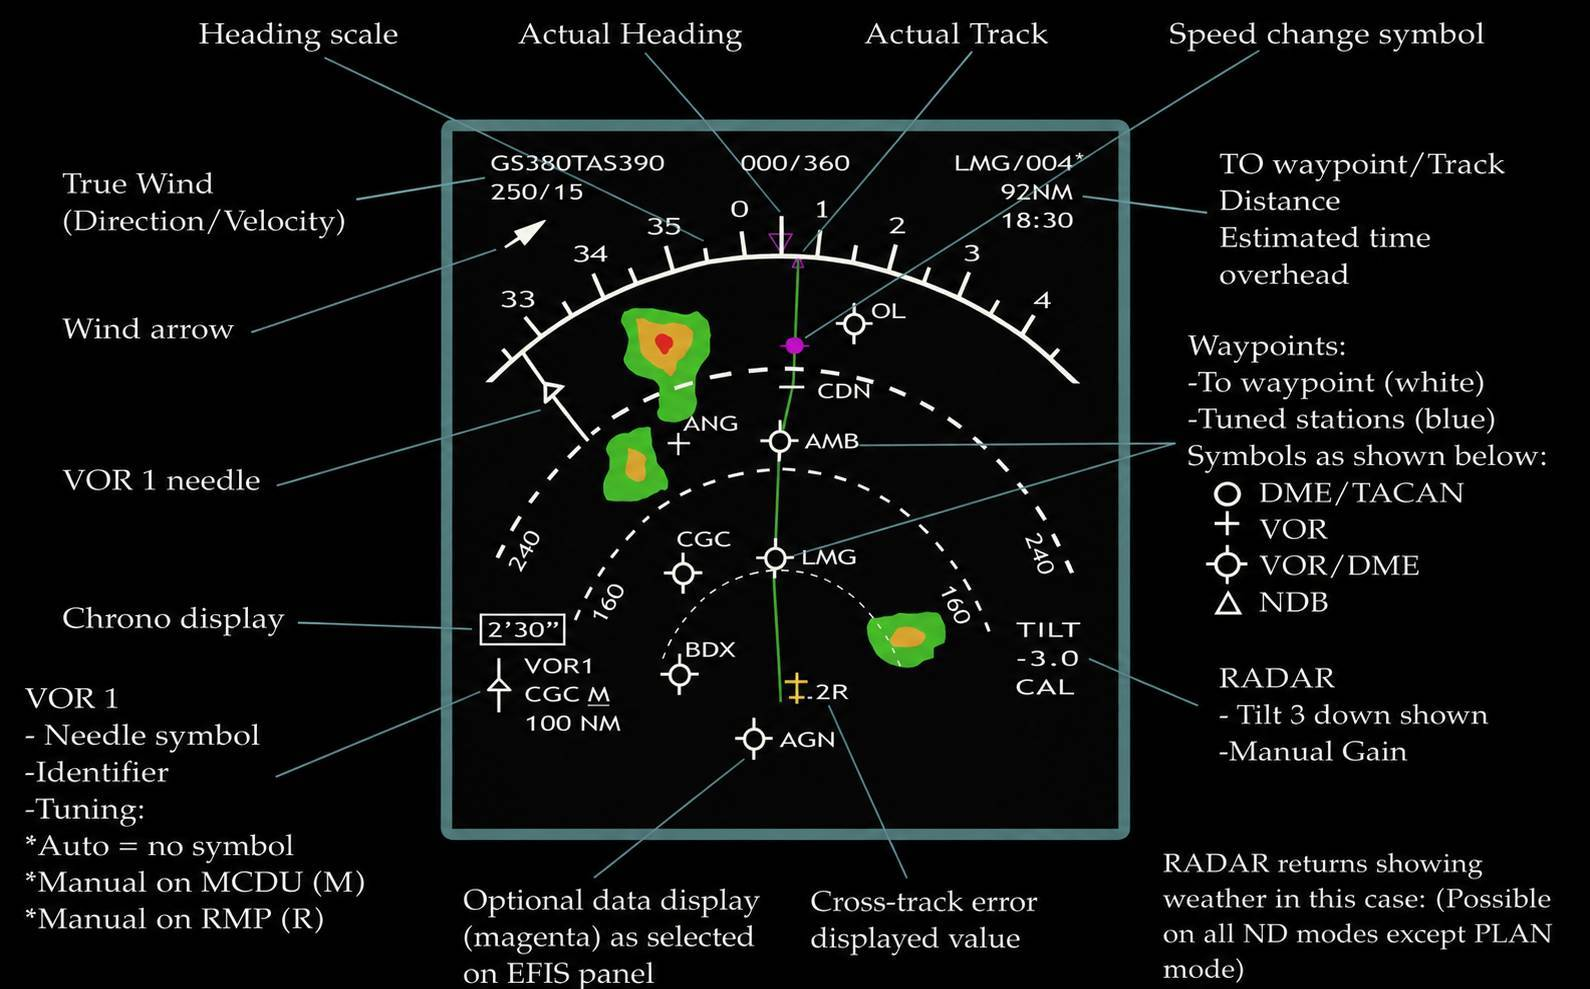 Heading scale
Actual Heading
Actual Track
Speed change symbol
True Wind
(Direction/Velocity)
Wind arrow
VOR 1 needle
Chrono display
VOR 1
- Needle symbol
-Identifier
-Tuning:
*Auto = no symbol
*Manual on MCDU (M)
*Manual on RMP (R)
GS380TAS390
250/15
000/360
LMG/004*
92NM
18:30
33
34
35
0
1
2
3
4
OL
CDN
ANG
AMB
240
240
CGC
LMG
160
160
2'30”
VOR1
CGC M
100 NM
BDX
.2R
AGN
TILT
-3.0
CAL
TO waypoint/Track
Distance
Estimated time
overhead
Waypoints:
-To waypoint (white)
-Tuned stations (blue)
Symbols as shown below:
DME/TACAN
VOR
VOR/DME
NDB
RADAR
- Tilt 3 down shown
-Manual Gain
Optional data display
(magenta) as selected
on EFIS panel
Cross-track error
displayed value
RADAR returns showing
weather in this case: (Possible
on all ND modes except PLAN
mode)